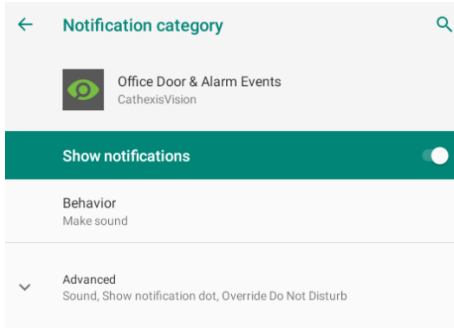 Notification category
Office Door & Alarm Events
CathexisVision
Show notifications
Behavior
Make sound
Advanced
Sound, Show notification dot, Override Do Not Disturb